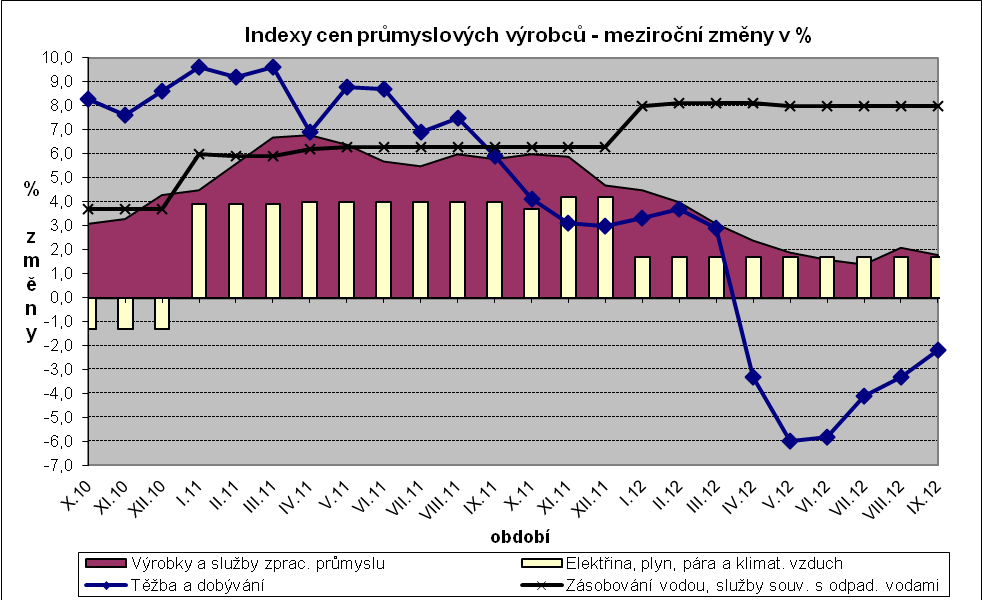 Indexy cen průmyslových výrobců - meziroční změny v %
10,0
9,0
8,0
7,0
6,0
5,0
4,0
3,0
2,0
1,0
0,0
-1,0
-2,0
-3,0
-4,0
-5,0
-6,0
-7,0
% změny
X.10 XI.10 XII.10 I.11 II.11 III.11 IV.11 V.11 VI.11 VII.11 VIII.11 IX.11 X.11 XI.11 XII.11 I.12 II.12 III.12 IV.12 V.12 VI.12 VII.12 VIII.12 IX.12
období
Výrobky a služby zprac. průmyslu
Elektřina, plyn, pára a klimat. vzduch
Těžba a dobývání
Zásobování vodou, služby souv. s odpad. vodami